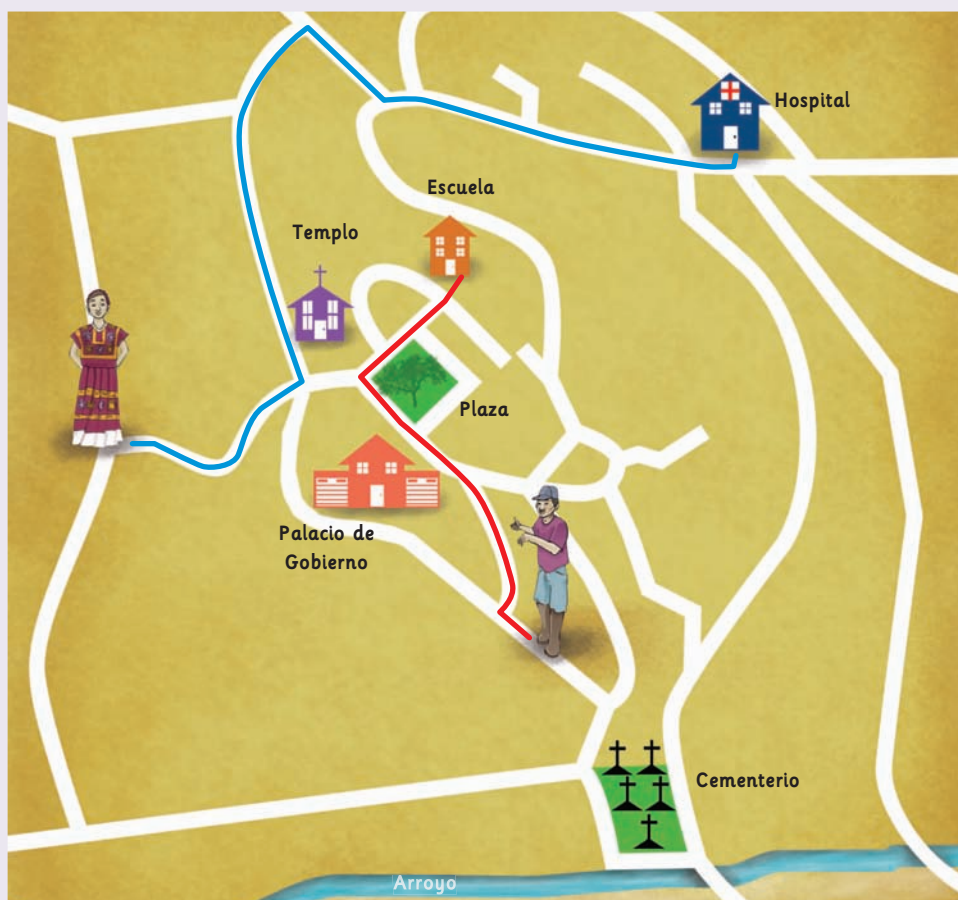 Hospital
Escuela
Templo
Plaza
Palacio de
Gobierno
Cementerio
Arroyo